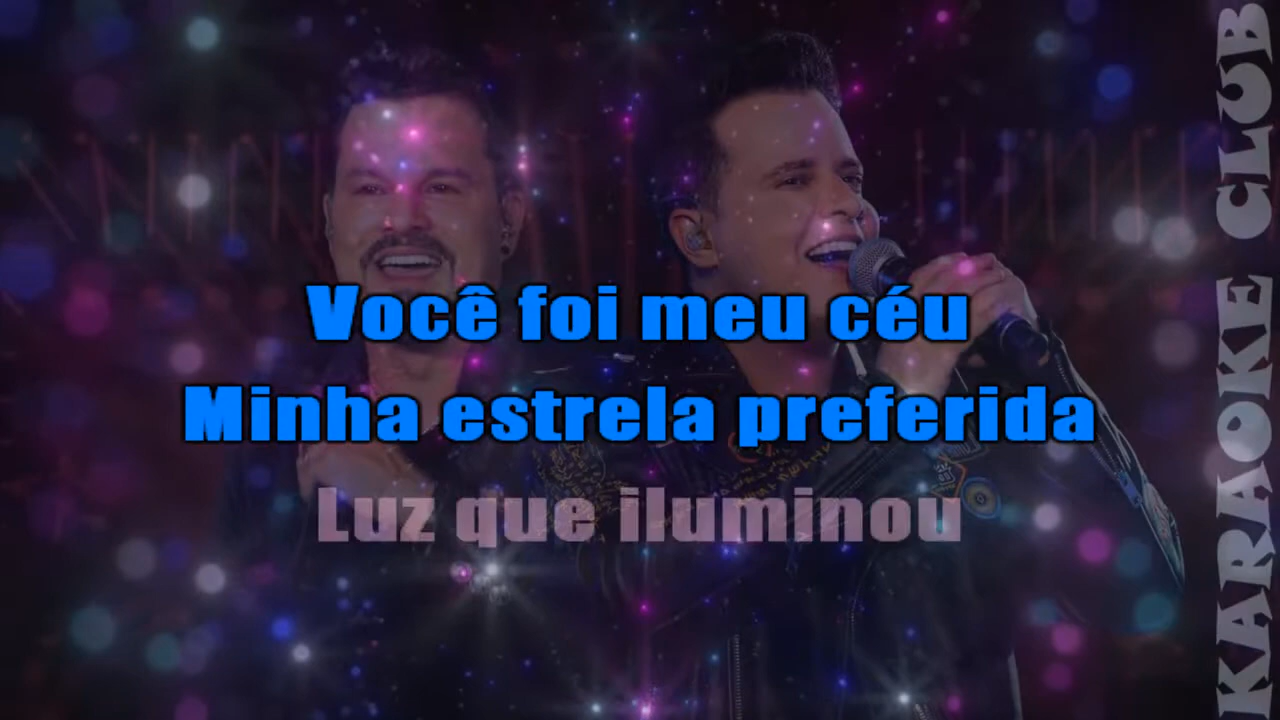 Você foi meu céu
Minha estrela preferida
Luz que iluminou
KARAOKE CLUB